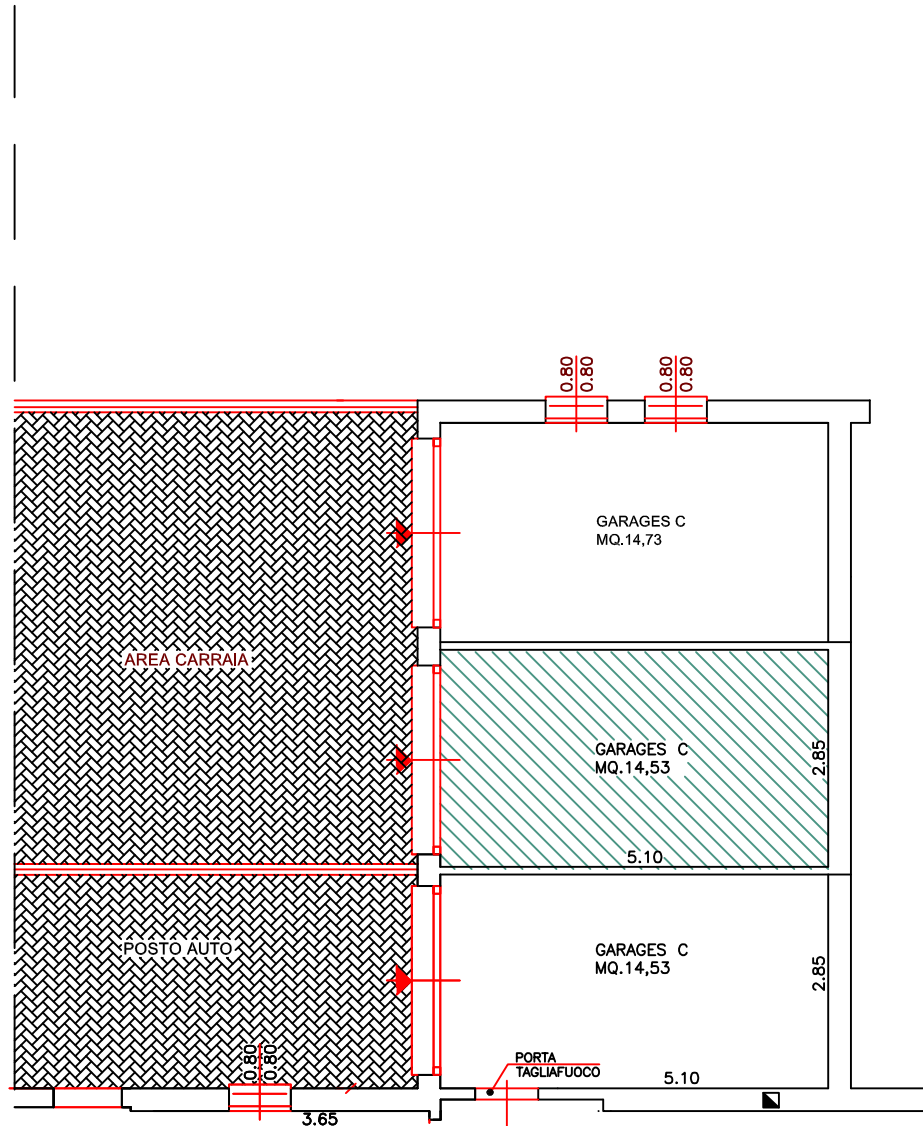 0.80
0.80
0.80
0.80
GARAGES C
MQ.14,73
AREA CARRAIA
GARAGES C
MQ.14,53
2.85
5.10
POSTO AUTO
GARAGES C
MQ.14,53
2.85
0.80
0.80
PORTA
TAGLIAFUOCO
5.10
3.65